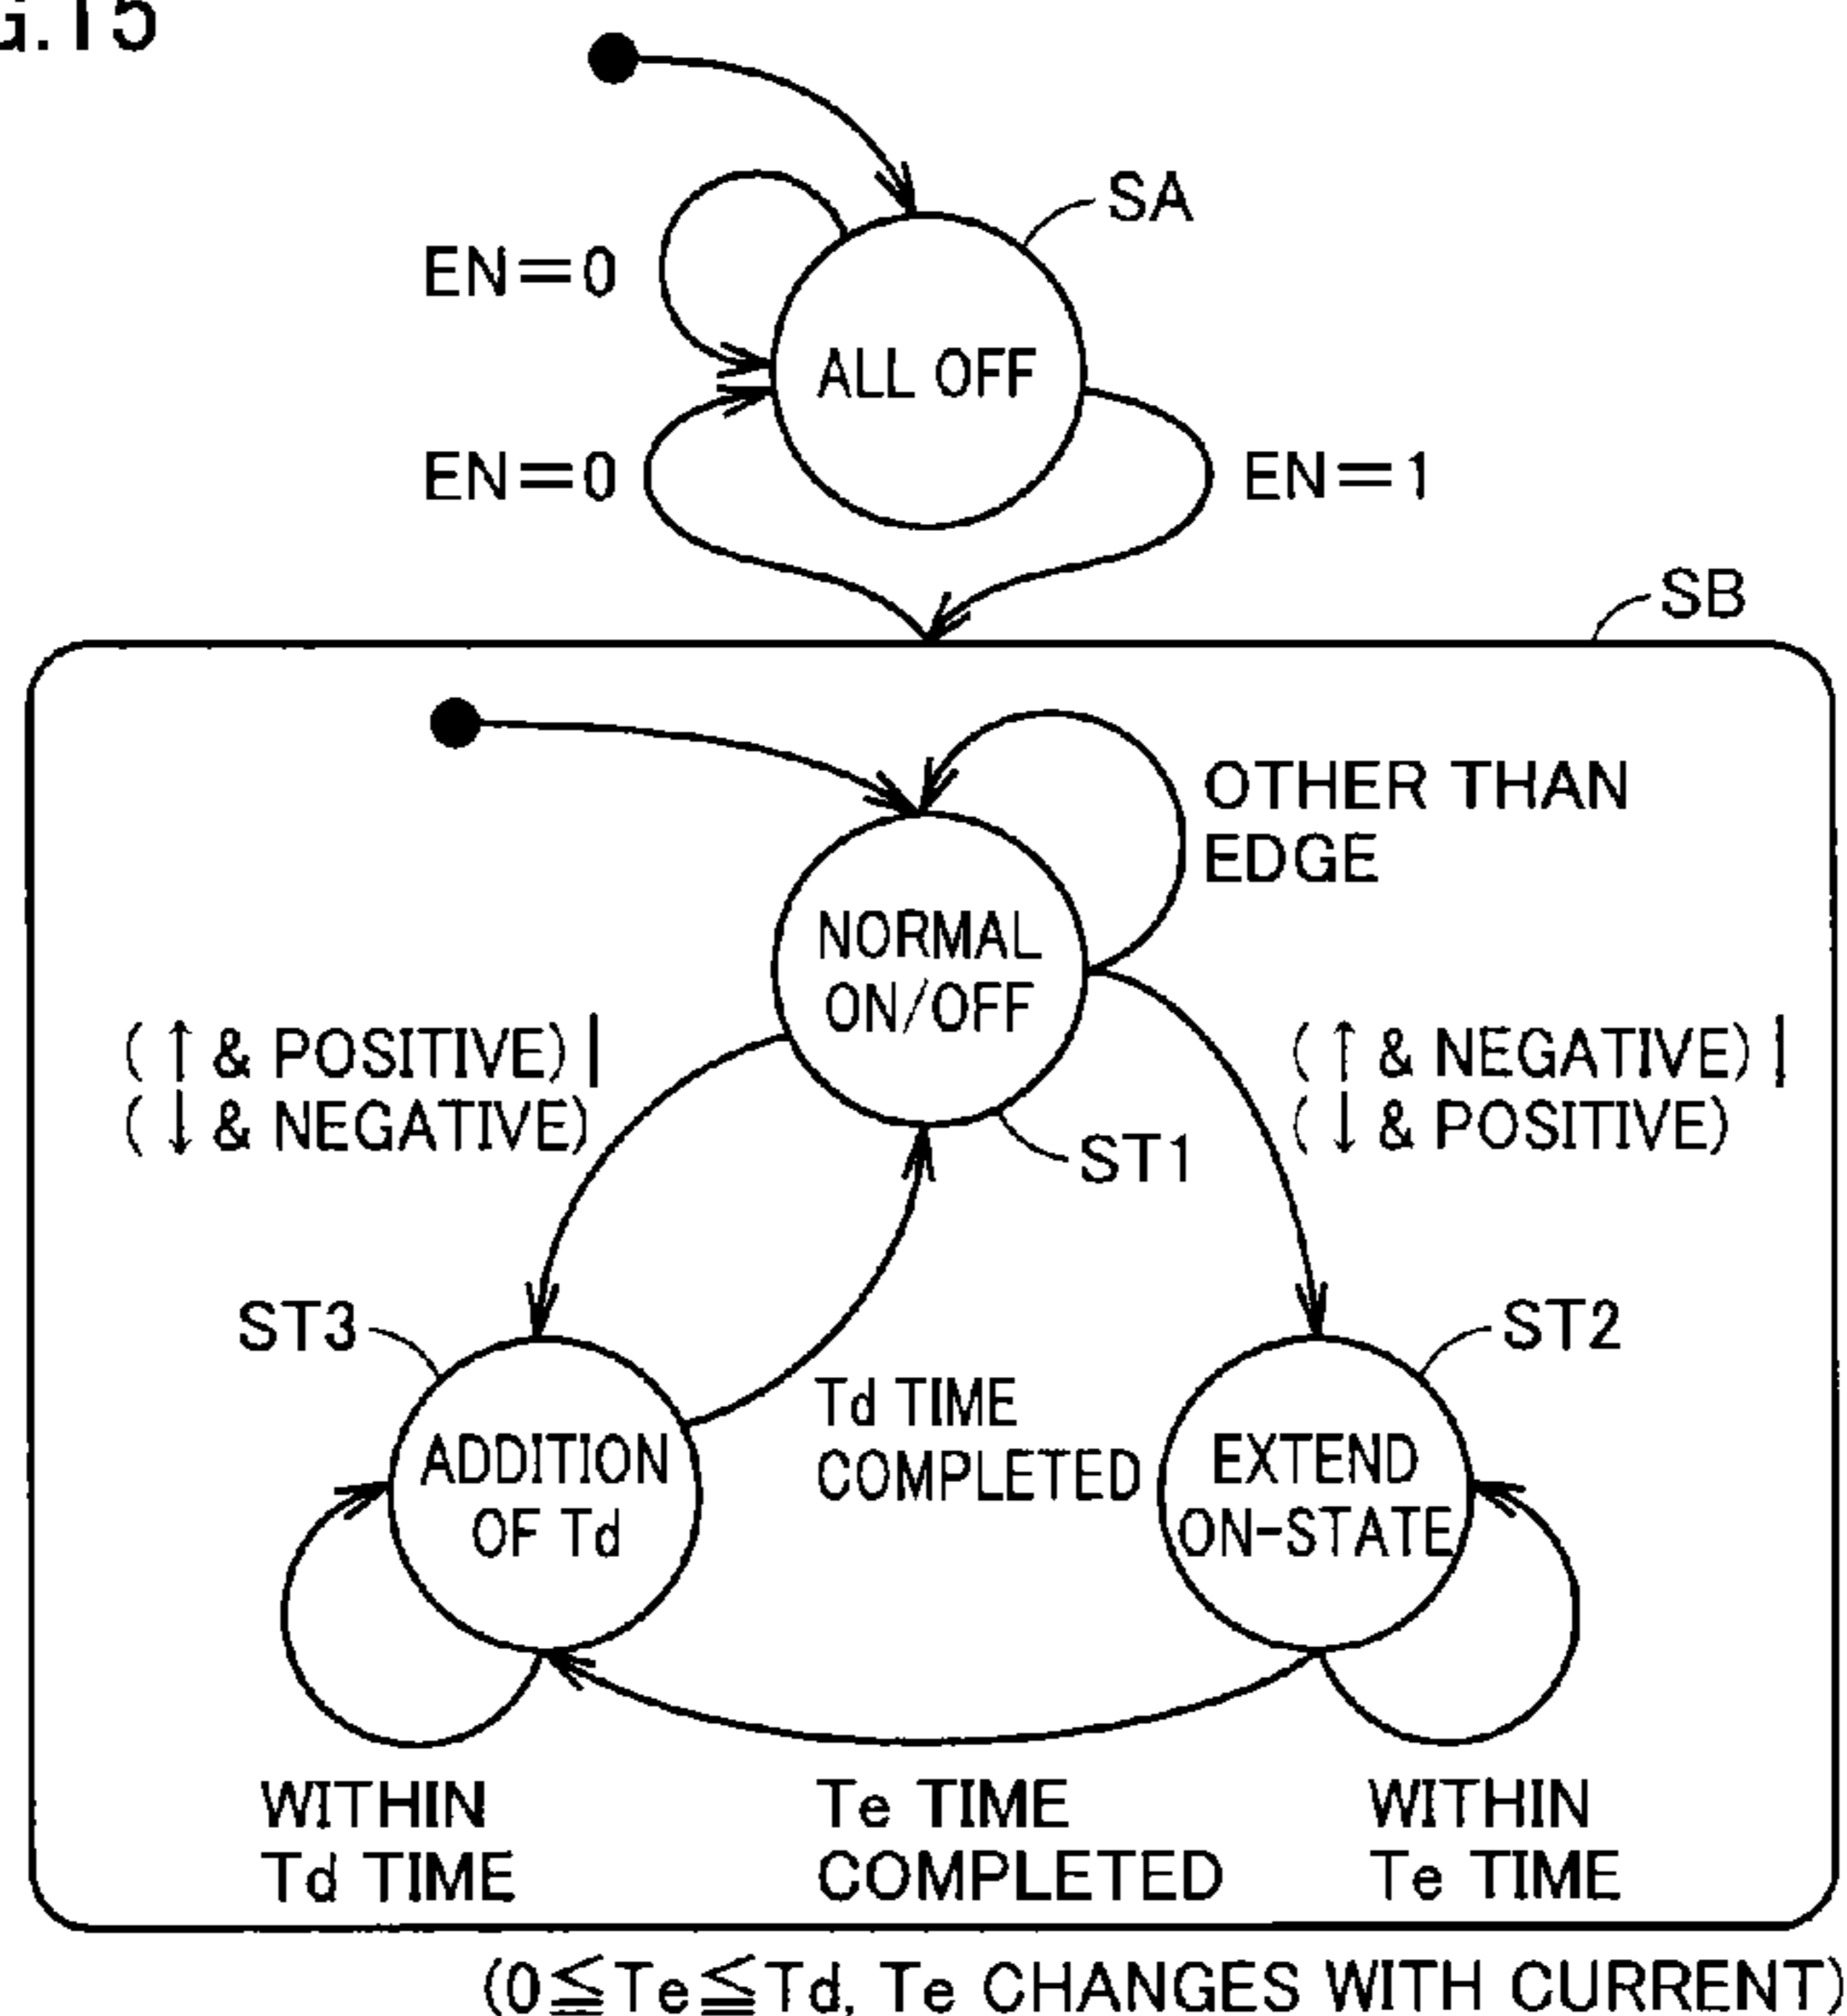 G.15
SA
EN=0
ALL OFF
EN=0
EN=1
SB
OTHER THAN
EDGE
NORMAL
ON/OFF
(↑ & POSITIVE) |
(↓ & NEGATIVE)
(↑ & NEGATIVE) |
(↓ & POSITIVE)
ST1
ST3
ST2
Td TIME
COMPLETED
ADDITION
OF Td
EXTEND
ON-STATE
WITHIN
Td TIME
Te TIME
COMPLETED
WITHIN
Te TIME
(0≦Te≦Td, Te CHANGES WITH CURRENT)